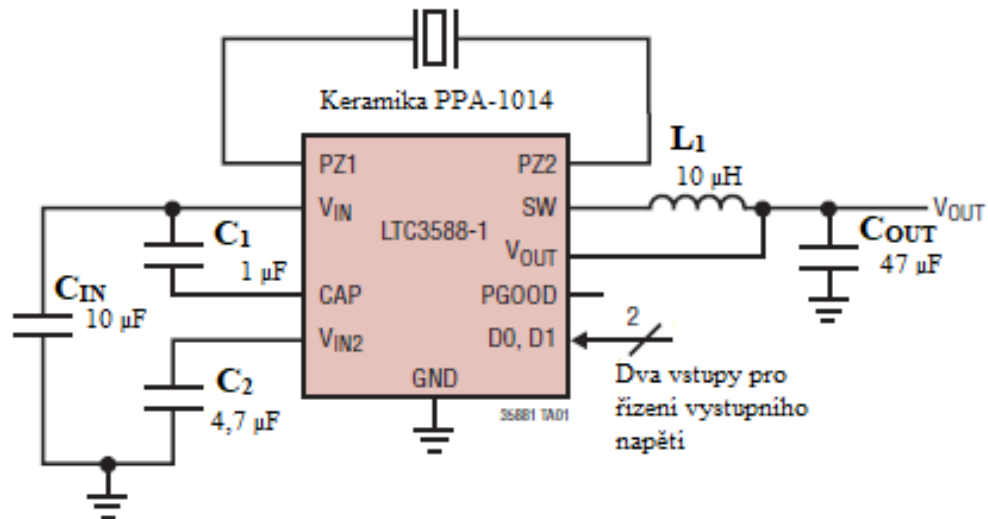 Keramika PPA-1014
PZ1
PZ2
L1
10 µH
VIN
SW
LTC3588-1
VOUT
C1
1 µF
VOUT
COUT
47 µF
CIN
10 µF
CAP
PGOOD
VIN2
D0, D1
2
C2
4,7 µF
GND
35881 TA01
Dva vstupy pro
řízení vystupního
napětí